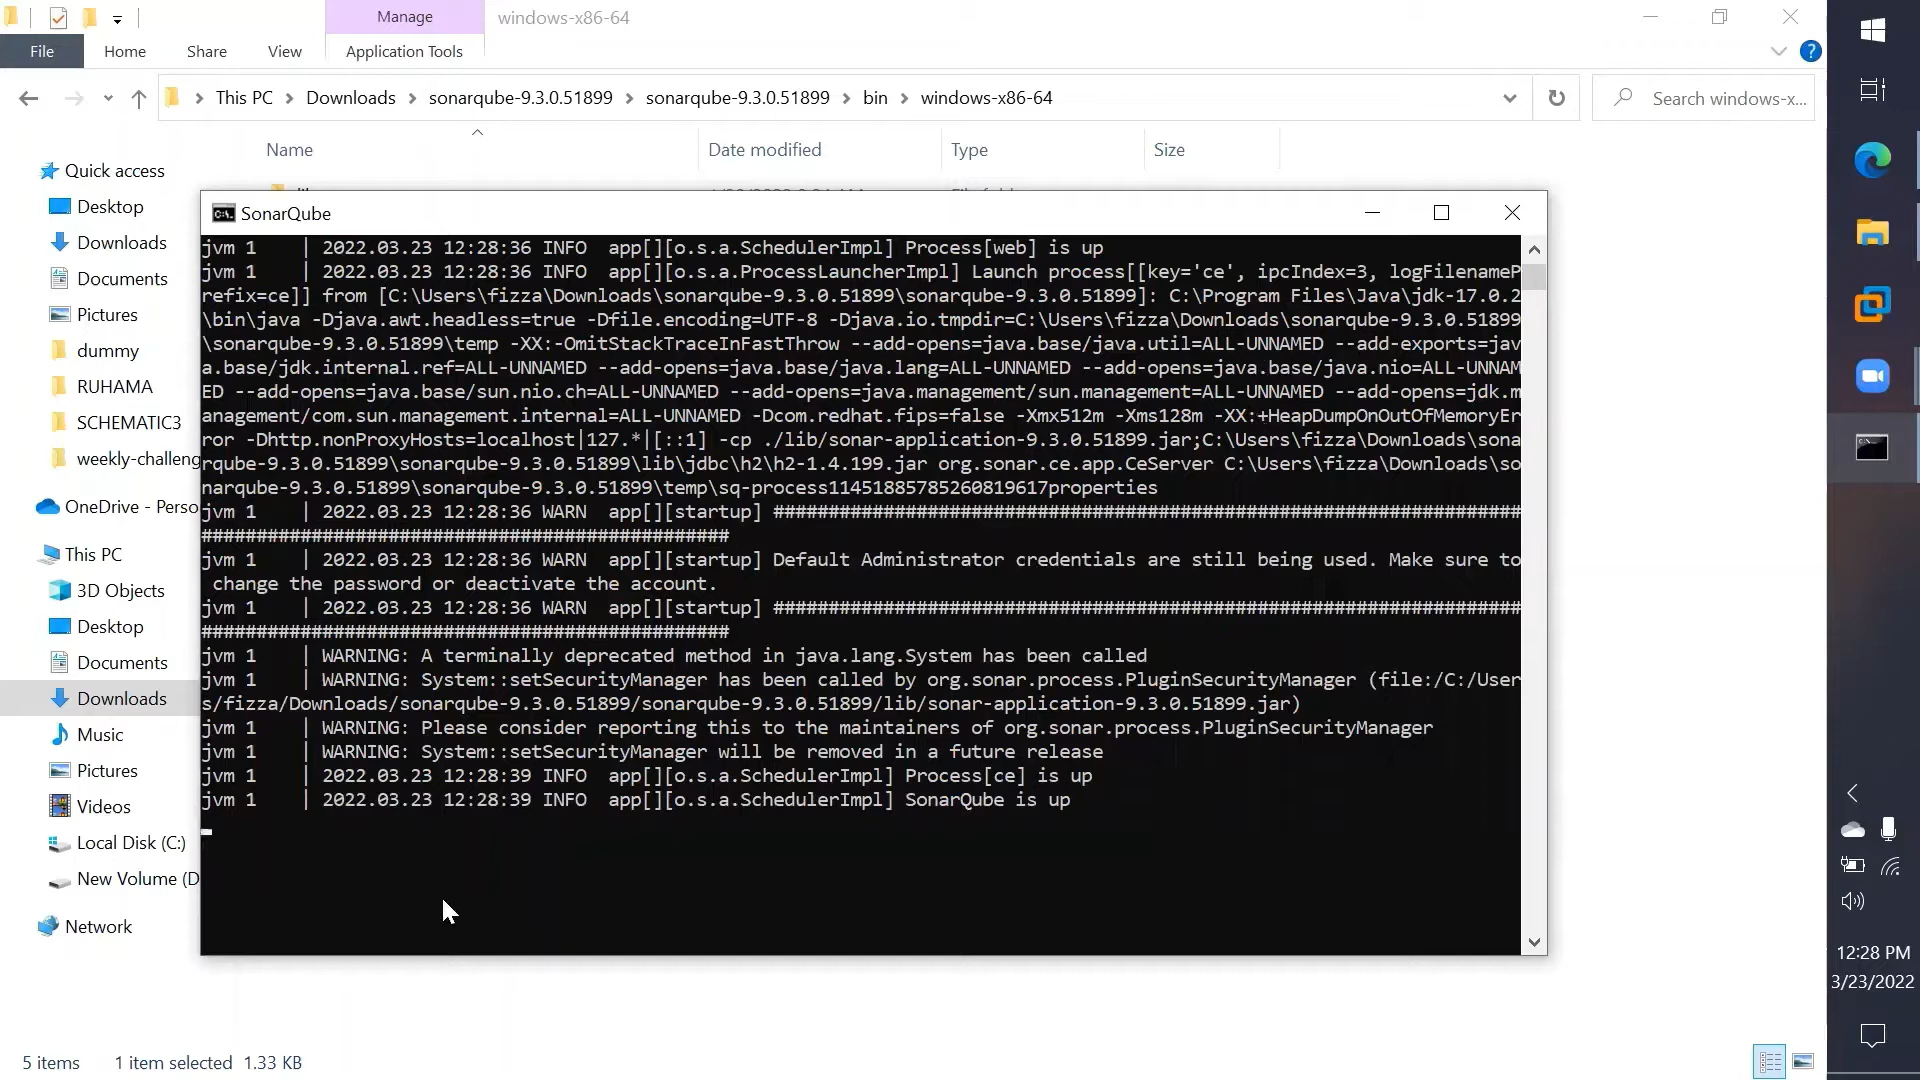 Manage
windows-x86-64
File
Home
Share
View
Application Tools
This PC
Downloads
sonarqube-9.3.0.51899
sonarqube-9.3.0.51899
bin
windows-x86-64
Search windows-x...
Name
Date modified
Type
Size
Quick access
Desktop
Downloads
Documents
Pictures
dummy
RUHAMA
SCHEMATIC3
weekly-challeng
OneDrive - Perso
This PC
3D Objects
Desktop
Documents
Downloads
Music
Pictures
Videos
Local Disk (C:)
New Volume (D
Network
SonarQube
jvm 1    | 2022.03.23 12:28:36 INFO  app[][o.s.a.SchedulerImpl] Process[web] is up
jvm 1    | 2022.03.23 12:28:36 INFO  app[][o.s.a.ProcessLauncherImpl] Launch process[[key='ce', ipcIndex=3, logFilenameP
refix=ce]] from [C:\Users\fizza\Downloads\sonarqube-9.3.0.51899\sonarqube-9.3.0.51899]: C:\Program Files\Java\jdk-17.0.2
\bin\java -Djava.awt.headless=true -Dfile.encoding=UTF-8 -Djava.io.tmpdir=C:\Users\fizza\Downloads\sonarqube-9.3.0.51899
\sonarqube-9.3.0.51899\temp -XX:-OmitStackTraceInFastThrow --add-opens=java.base/java.util=ALL-UNNAMED --add-exports=jav
a.base/jdk.internal.ref=ALL-UNNAMED --add-opens=java.base/java.lang=ALL-UNNAMED --add-opens=java.base/java.nio=ALL-UNNAM
ED --add-opens=java.base/sun.nio.ch=ALL-UNNAMED --add-opens=java.management/sun.management=ALL-UNNAMED --add-opens=jdk.m
anagement/com.sun.management.internal=ALL-UNNAMED -Dcom.redhat.fips=false -Xmx512m -Xms128m -XX:+HeapDumpOnOutOfMemoryEr
ror -Dhttp.nonProxyHosts=localhost|127.*|[::1] -cp ./lib/sonar-application-9.3.0.51899.jar;C:\Users\fizza\Downloads\sona
rqube-9.3.0.51899\sonarqube-9.3.0.51899\lib\jdbc\h2\h2-1.4.199.jar org.sonar.ce.app.CeServer C:\Users\fizza\Downloads\so
narqube-9.3.0.51899\sonarqube-9.3.0.51899\temp\sq-process11451885785260819617properties
jvm 1    | 2022.03.23 12:28:36 WARN  app[][startup] ####################################################################
################################################
jvm 1    | 2022.03.23 12:28:36 WARN  app[][startup] Default Administrator credentials are still being used. Make sure to
 change the password or deactivate the account.
jvm 1    | 2022.03.23 12:28:36 WARN  app[][startup] ####################################################################
################################################
jvm 1    | WARNING: A terminally deprecated method in java.lang.System has been called
jvm 1    | WARNING: System::setSecurityManager has been called by org.sonar.process.PluginSecurityManager (file:/C:/User
s/fizza/Downloads/sonarqube-9.3.0.51899/sonarqube-9.3.0.51899/lib/sonar-application-9.3.0.51899.jar)
jvm 1    | WARNING: Please consider reporting this to the maintainers of org.sonar.process.PluginSecurityManager
jvm 1    | WARNING: System::setSecurityManager will be removed in a future release
jvm 1    | 2022.03.23 12:28:39 INFO  app[][o.s.a.SchedulerImpl] Process[ce] is up
jvm 1    | 2022.03.23 12:28:39 INFO  app[][o.s.a.SchedulerImpl] SonarQube is up
12:28 PM
3/23/2022
5 items
1 item selected
1.33 KB